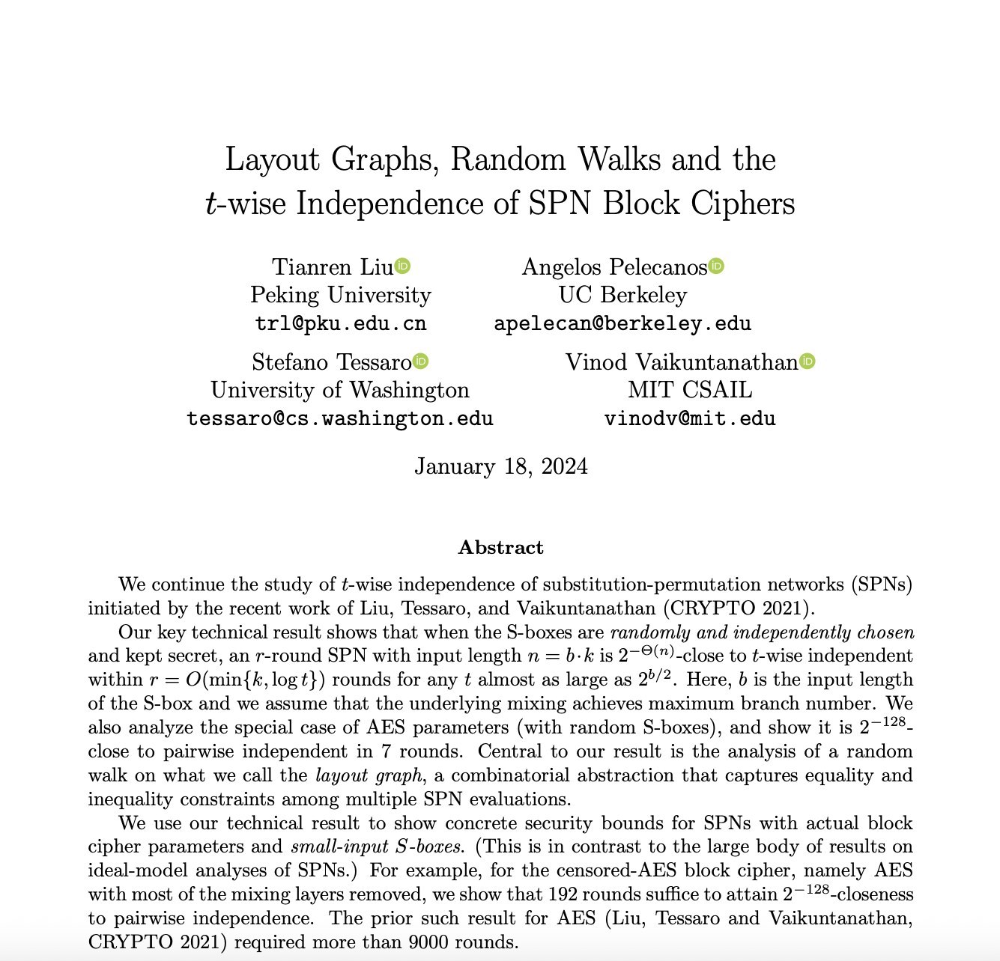 Layout Graphs, Random Walks and the
t-wise Independence of SPN Block Ciphers
Tianren Liu iD Angelos Pelecanos iD
Peking University UC Berkeley
trl@pku.edu.cn apelecan@berkeley.edu
Stefano Tessaro iD Vinod Vaikuntanathan iD
University of Washington MIT CSAIL
tessaro@cs.washington.edu vinodv@mit.edu
January 18, 2024
Abstract
We continue the study of t-wise independence of substitution-permutation networks (SPNs)
initiated by the recent work of Liu, Tessaro, and Vaikuntanathan (CRYPTO 2021).
Our key technical result shows that when the S-boxes are randomly and independently chosen
and kept secret, an r-round SPN with input length n = b·k is 2^{−Θ(n)}-close to t-wise independent
within r = O(min{k, log t}) rounds for any t almost as large as 2^{b/2}. Here, b is the input length
of the S-box and we assume that the underlying mixing achieves maximum branch number. We
also analyze the special case of AES parameters (with random S-boxes), and show it is 2^{−128}-
close to pairwise independent in 7 rounds. Central to our result is the analysis of a random
walk on what we call the layout graph, a combinatorial abstraction that captures equality and
inequality constraints among multiple SPN evaluations.
We use our technical result to show concrete security bounds for SPNs with actual block
cipher parameters and small-input S-boxes. (This is in contrast to the large body of results on
ideal-model analyses of SPNs.) For example, for the censored-AES block cipher, namely AES
with most of the mixing layers removed, we show that 192 rounds suffice to attain 2^{−128}-closeness
to pairwise independence. The prior such result for AES (Liu, Tessaro and Vaikuntanathan,
CRYPTO 2021) required more than 9000 rounds.